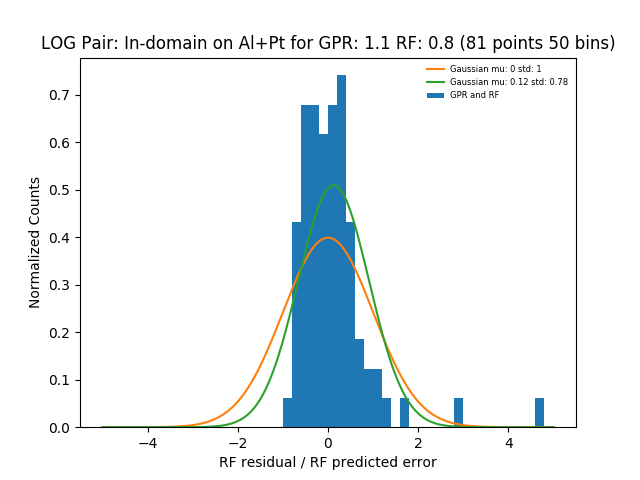 LOG Pair: In-domain on Al+Pt for GPR: 1.1 RF: 0.8 (81 points 50 bins)
Gaussian mu: 0 std: 1
Gaussian mu: 0.12 std: 0.78
GPR and RF
Normalized Counts
0.7
0.6
0.5
0.4
0.3
0.2
0.1
0.0
−4
−2
0
2
4
RF residual / RF predicted error